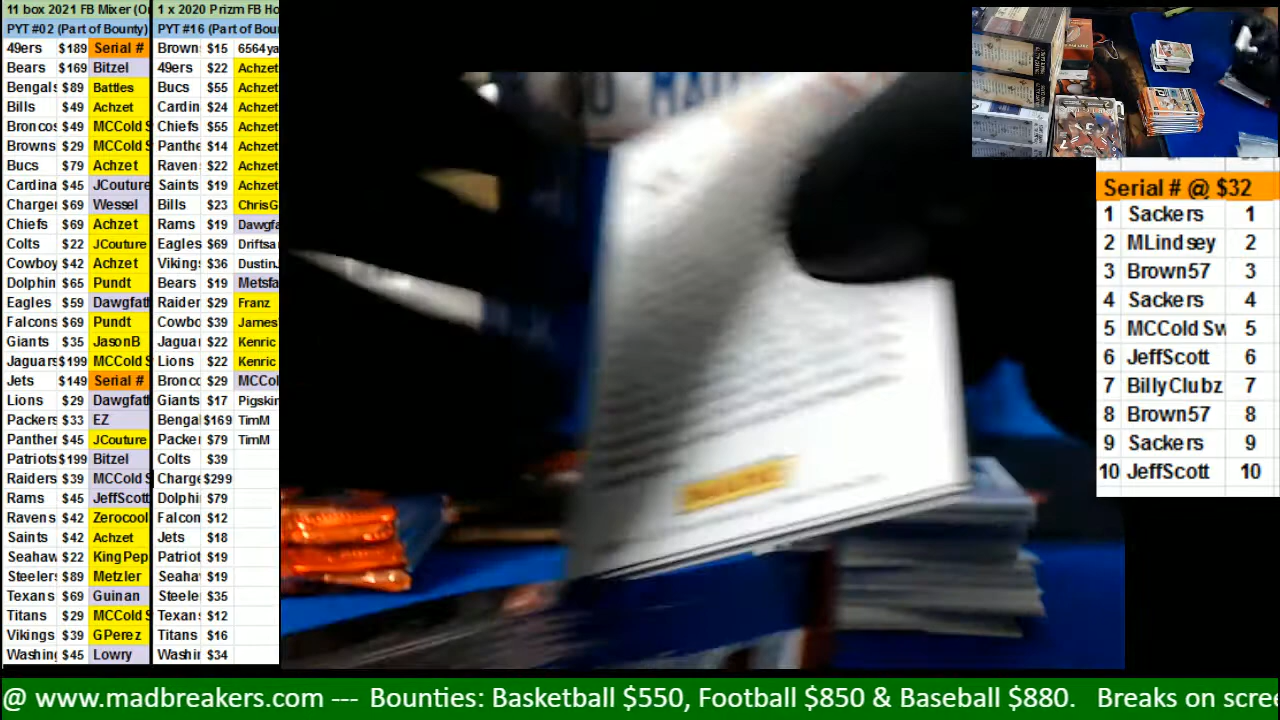 11 box 2021 FB Mixer (O
1 x 2020 Prizm FB Ho
PYT #02 (Part of Bounty)
PYT #16 (Part of Bou
49ers $189 Serial # Brown $15 6564ya
Bears $169 Bitzel 49ers $22 Achzet
Bengals $89 Battles Bucs $55 Achzet
Bills $49 Achzet Cardin $24 Achzet
Broncos $49 MCCold S Chiefs $55 Achzet
Browns $29 MCCold S Panthe $14 Achzet
Bucs $79 Achzet Raven $22 Achzet
Cardina $45 JCouture Saints $19 Achzet
Charge $69 Wessel Bills $23 ChrisG
Chiefs $69 Achzet Rams $19 Dawgfa
Colts $22 JCouture Eagles $69 Driftsa
Cowboy $42 Achzet Viking $36 Dustin.
Dolphin $65 Pundt Bears $19 Metsfa
Eagles $59 Dawgfath Raider $29 Franz
Falcons $69 Pundt Cowbo $39 James
Giants $35 JasonB Jagua $22 Kenric
Jaguars $199 MCCold S Lions $22 Kenric
Jets $149 Serial # Bronco $29 MCCol
Lions $29 Dawgfath Giants $17 Pigskin
Packers $33 EZ Benga $169 TimM
Panther $45 JCouture Packe $79 TimM
Patriots $199 Bitzel Colts $39
Raiders $39 MCCold S Charge $299
Rams $45 JeffScott Dolphi $79
Ravens $42 Zerocool Falcon $12
Saints $42 Achzet Jets $18
Seahaw $22 KingPep Patriot $19
Steelers $89 Metzler Seaha $19
Texans $69 Guinan Steele $35
Titans $29 MCCold S Texan $12
Vikings $39 GPerez Titans $16
Washing $45 Lowry Washi $34
Serial # @ $32
1 Sackers 1
2 MLindsey 2
3 Brown57 3
4 Sackers 4
5 MCCold Sw 5
6 JeffScott 6
7 BillyClubz 7
8 Brown57 8
9 Sackers 9
10 JeffScott 10
@ www.madbreakers.com --- Bounties: Basketball $550, Football $850 & Baseball $880. Breaks on scree